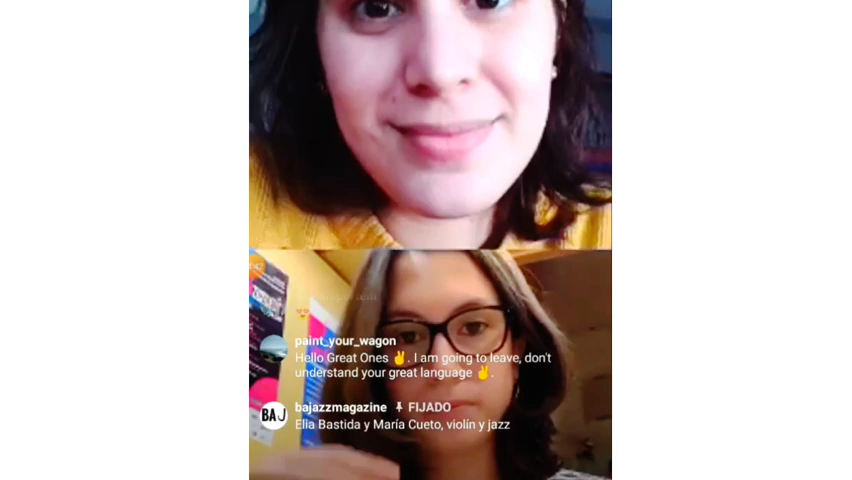 paint_your_wagon
Hello Great Ones ✌. I am going to leave, don't
understand your great language ✌.
BAJ
bajazzmagazine FIJADO
Elia Bastida y María Cueto, violín y jazz